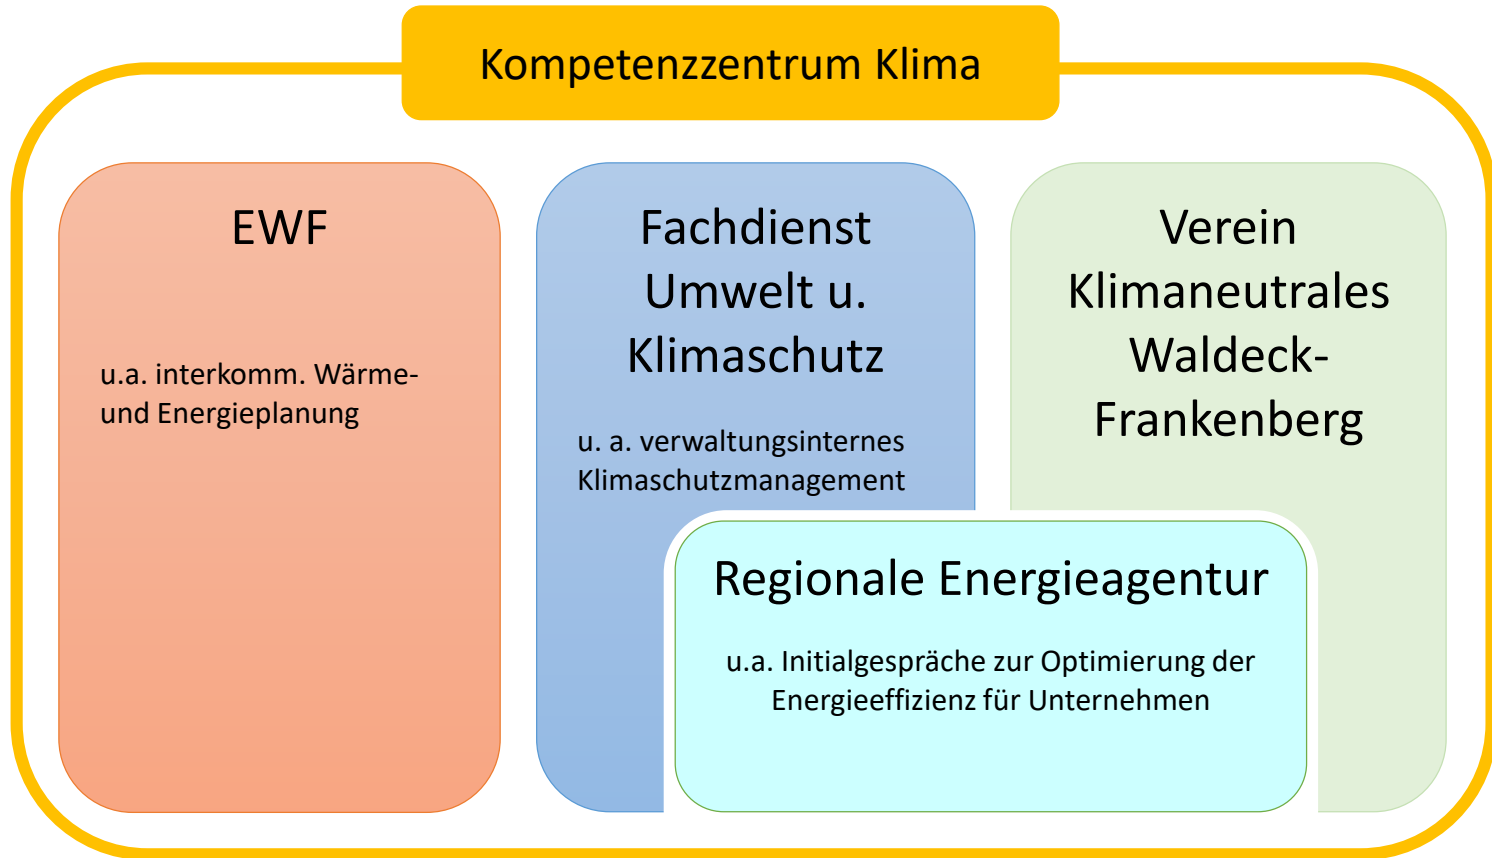 Kompetenzzentrum Klima
EWF
u.a. interkomm. Wärme-
und Energieplanung
Fachdienst
Umwelt u.
Klimaschutz
u. a. verwaltungsinternes
Klimaschutzmanagement
Verein
Klimaneutrales
Waldeck-
Frankenberg
Regionale Energieagentur
u.a. Initialgespräche zur Optimierung der
Energieeffizienz für Unternehmen